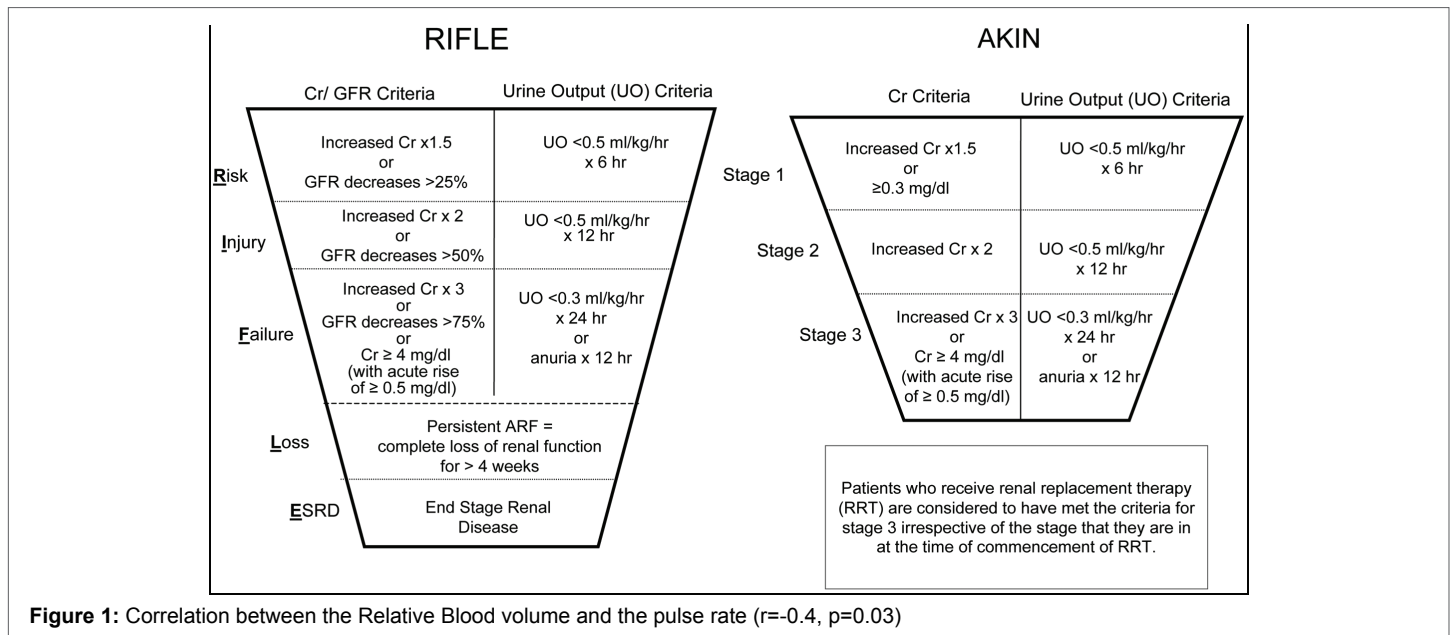 RIFLE
Cr/ GFR Criteria
Urine Output (UO) Criteria
Risk
Increased Cr x1.5
or
GFR decreases >25%
UO <0.5 ml/kg/hr
x 6 hr
Injury
Increased Cr x 2
or
GFR decreases >50%
UO <0.5 ml/kg/hr
x 12 hr
Failure
Increased Cr x 3
or
GFR decreases >75%
or
Cr ≥ 4 mg/dl
(with acute rise
of ≥ 0.5 mg/dl)
UO <0.3 ml/kg/hr
x 24 hr
or
anuria x 12 hr
Loss
Persistent ARF =
complete loss of renal function
for > 4 weeks
ESRD
End Stage Renal
Disease
AKIN
Cr Criteria
Urine Output (UO) Criteria
Stage 1
Increased Cr x1.5
or
≥0.3 mg/dl
UO <0.5 ml/kg/hr
x 6 hr
Stage 2
Increased Cr x 2
UO <0.5 ml/kg/hr
x 12 hr
Stage 3
Increased Cr x 3
or
Cr ≥ 4 mg/dl
(with acute rise
of ≥ 0.5 mg/dl)
UO <0.3 ml/kg/hr
x 24 hr
or
anuria x 12 hr
Patients who receive renal replacement therapy
(RRT) are considered to have met the criteria for
stage 3 irrespective of the stage that they are in
at the time of commencement of RRT.
Figure 1: Correlation between the Relative Blood volume and the pulse rate (r=-0.4, p=0.03)